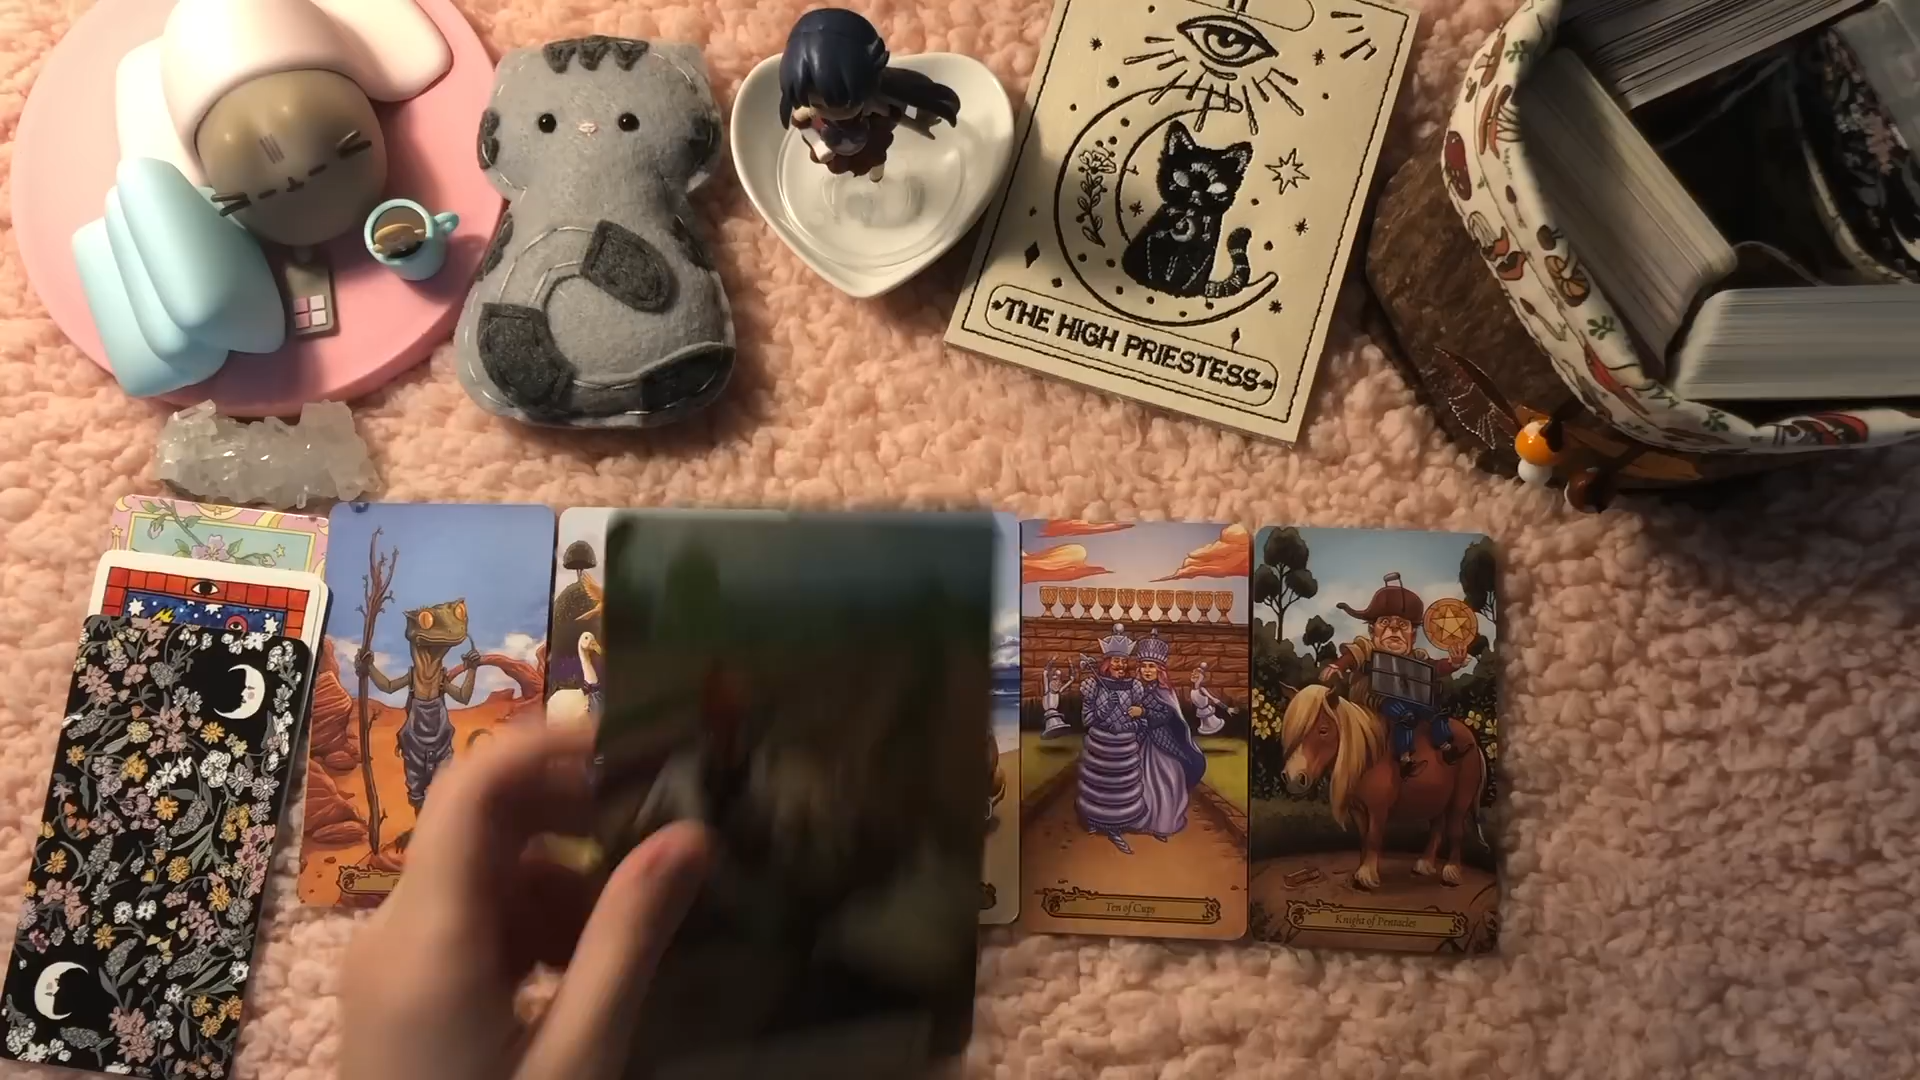 THE HIGH PRIESTESS
Ten of Cups
Knight of Pentacles